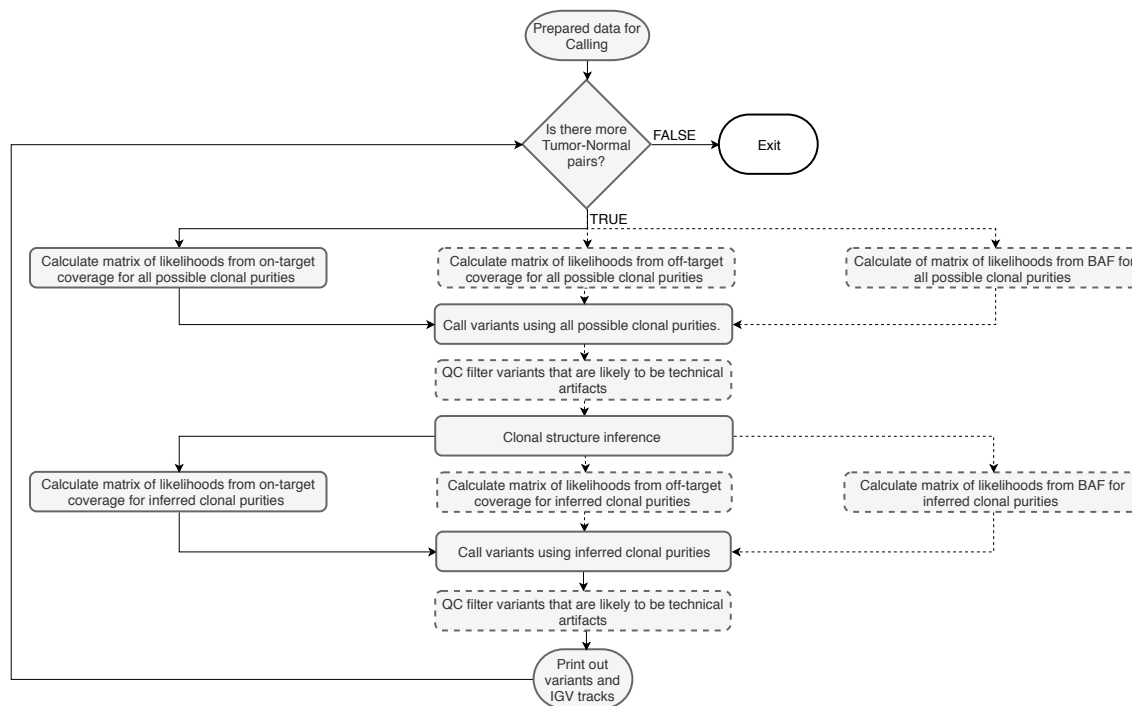 Prepared data for
Calling
Is there more
Tumor-Normal
pairs?
FALSE
Exit
TRUE
Calculate matrix of likelihoods from on-target
coverage for all possible clonal purities
Calculate matrix of likelihoods from off-target
coverage for all possible clonal purities
Calculate of matrix of likelihoods from BAF for
all possible clonal purities
Call variants using all possible clonal purities.
QC filter variants that are likely to be technical
artifacts
Clonal structure inference
Calculate matrix of likelihoods from on-target
coverage for inferred clonal purities
Calculate matrix of likelihoods from off-target
coverage for inferred clonal purities
Calculate matrix of likelihoods from BAF for
inferred clonal purities
Call variants using inferred clonal purities
QC filter variants that are likely to be technical
artifacts
Print out
variants and
IGV tracks